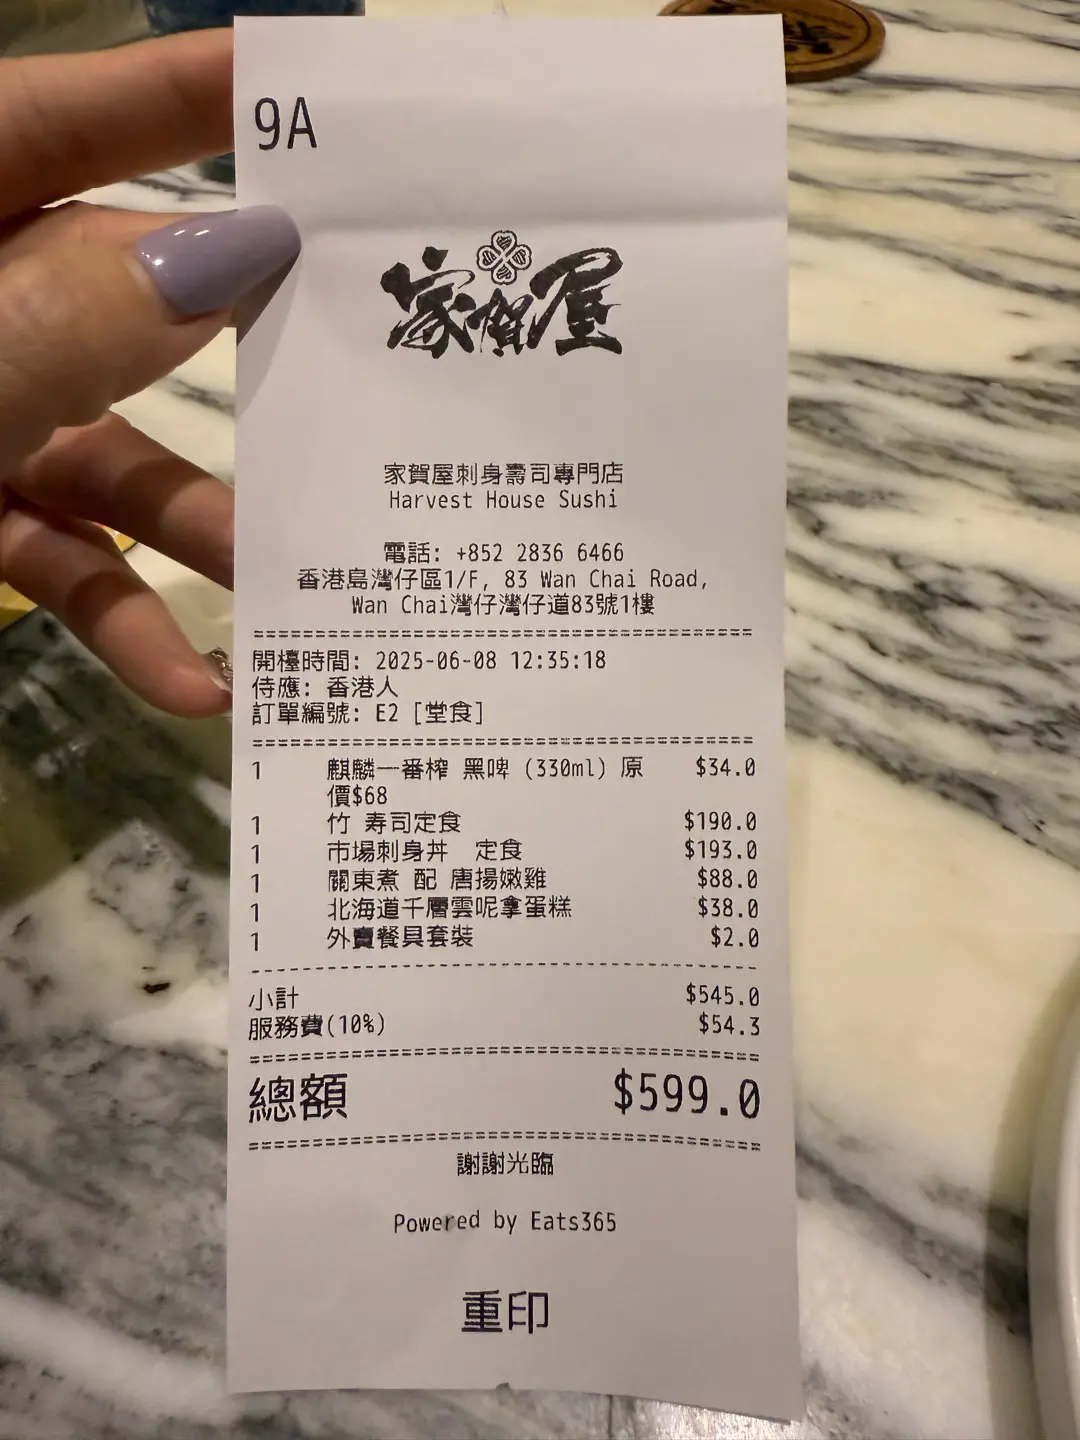 9A
家賀屋
家賀屋刺身壽司專門店
Harvest House Sushi
電話: +852 2836 6466
香港島灣仔區1/F, 83 Wan Chai Road,
Wan Chai灣仔灣仔道83號1樓
開檯時間: 2025-06-08 12:35:18
侍應: 香港人
訂單編號: E2 [堂食]
1 麒麟一番榨 黑啤 (330ml) 原 $34.0
價$68
1 竹 寿司定食 $190.0
1 市場刺身丼 定食 $193.0
1 關東煮 配 唐揚嫩雞 $88.0
1 北海道千層雲呢拿蛋糕 $38.0
1 外賣餐具套裝 $2.0
小計 $545.0
服務費(10%) $54.3
總額 $599.0
謝謝光臨
Powered by Eats365
重印